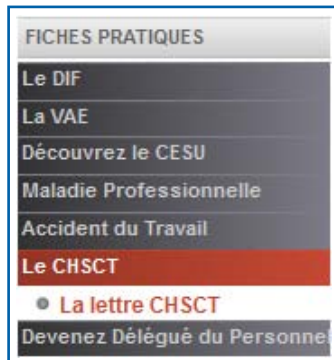 FICHES PRATIQUES
Le DIF
La VAE
Découvrez le CESU
Maladie Professionnelle
Accident du Travail
Le CHSCT
La lettre CHSCT
Devenez Délégué du Personnel